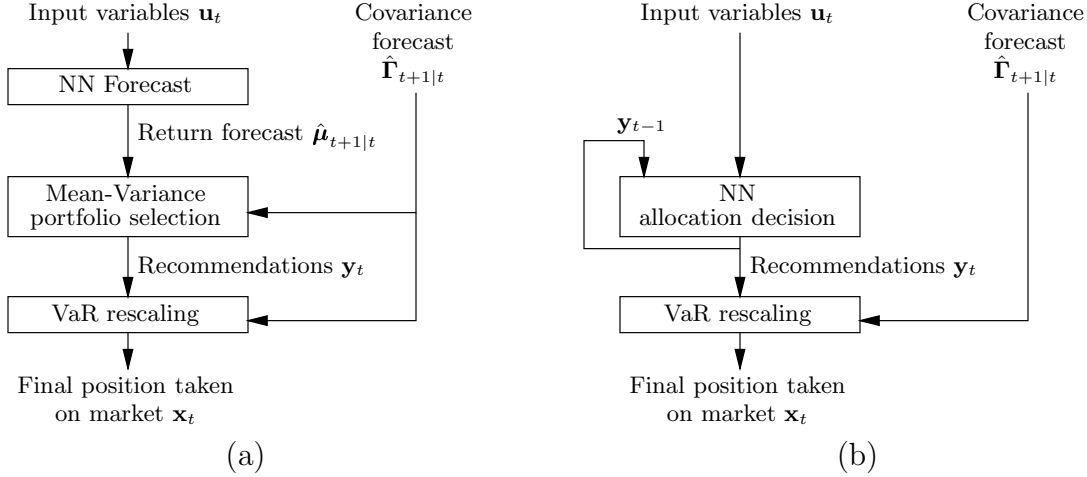 Input variables u_t
Covariance
forecast
Γ̂_{t+1|t}
NN Forecast
Return forecast μ̂_{t+1|t}
Mean-Variance
portfolio selection
Recommendations y_t
VaR rescaling
Final position taken
on market x_t
(a)
Input variables u_t
Covariance
forecast
Γ̂_{t+1|t}
y_{t−1}
NN
allocation decision
Recommendations y_t
VaR rescaling
Final position taken
on market x_t
(b)